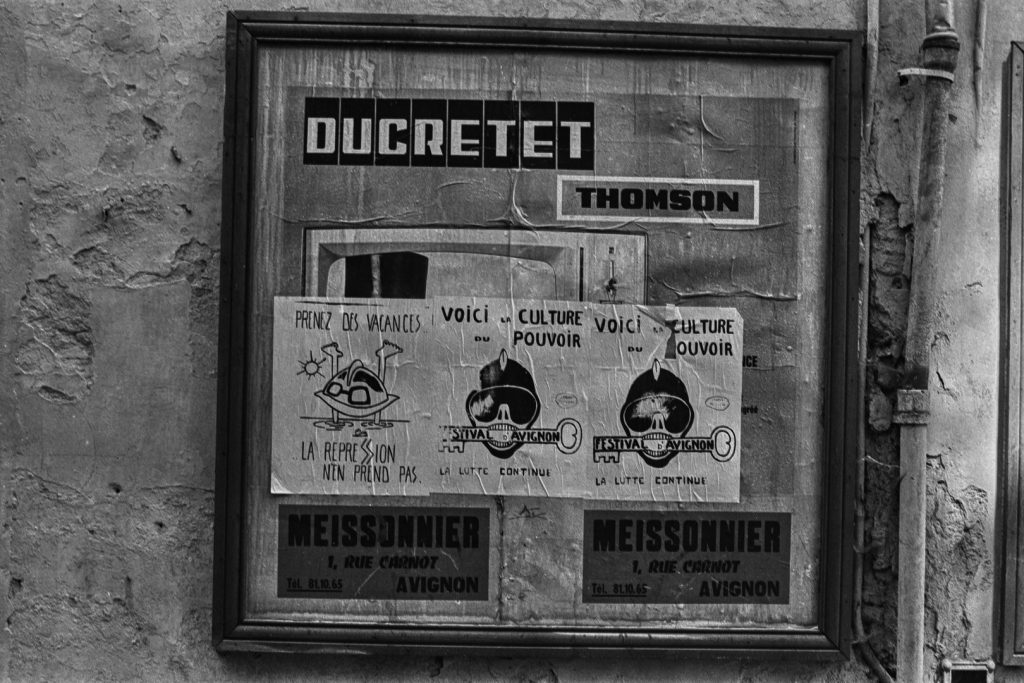 DUCRETET
THOMSON
PRENEZ DES VACANCES
LA REPRESSION
N'EN PREND PAS.
VOICI LA CULTURE
DU POUVOIR
FESTIVAL D'AVIGNON
LA LUTTE CONTINUE
VOICI LA CULTURE
DU POUVOIR
FESTIVAL D'AVIGNON
LA LUTTE CONTINUE
MEISSONNIER
1, RUE CARNOT
Tél. 81.10.65
AVIGNON
MEISSONNIER
1, RUE CARNOT
Tél. 81.10.65
AVIGNON